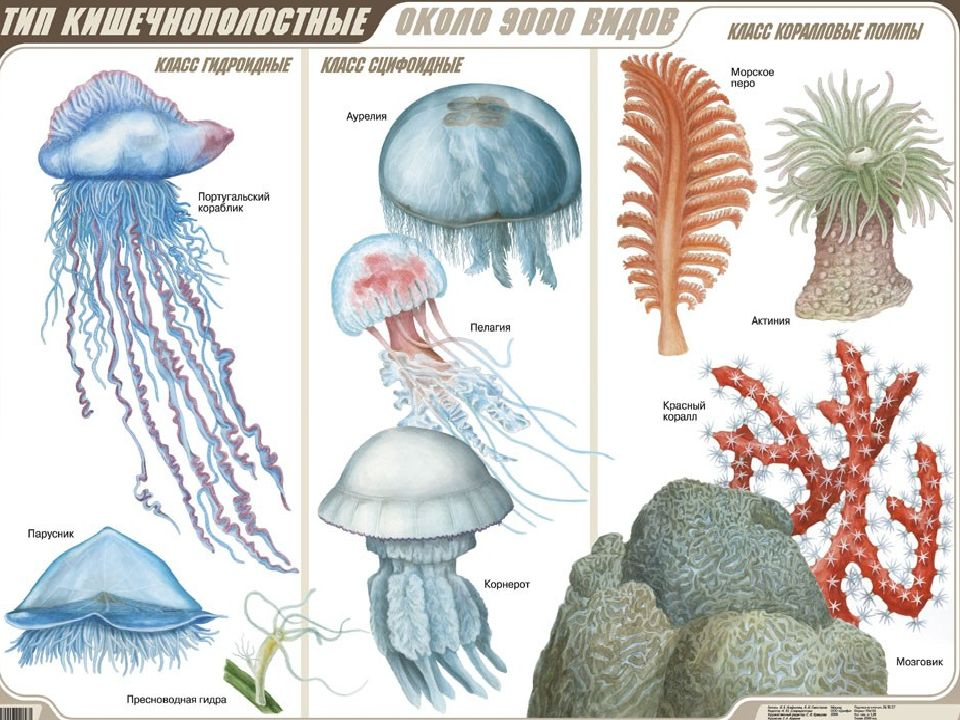 ТИП КИШЕЧНОПОЛОСТНЫЕ
ОКОЛО 9000 ВИДОВ
КЛАСС ГИДРОИДНЫЕ
Португальский
кораблик
Парусник
Пресноводная гидра
КЛАСС СЦИФОИДНЫЕ
Аурелия
Пелагия
Корнерот
КЛАСС КОРАЛЛОВЫЕ ПОЛИПЫ
Морское
перо
Актиния
Красный
коралл
Мозговик